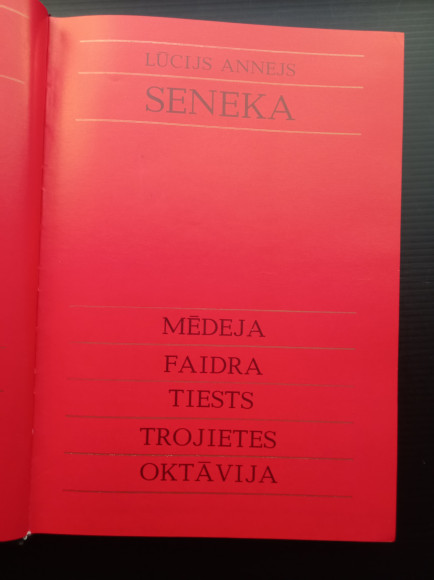 LŪCIJS ANNEJS
SENEKA
MĒDEJA
FAIDRA
TIESTS
TROJIETES
OKTĀVIJA